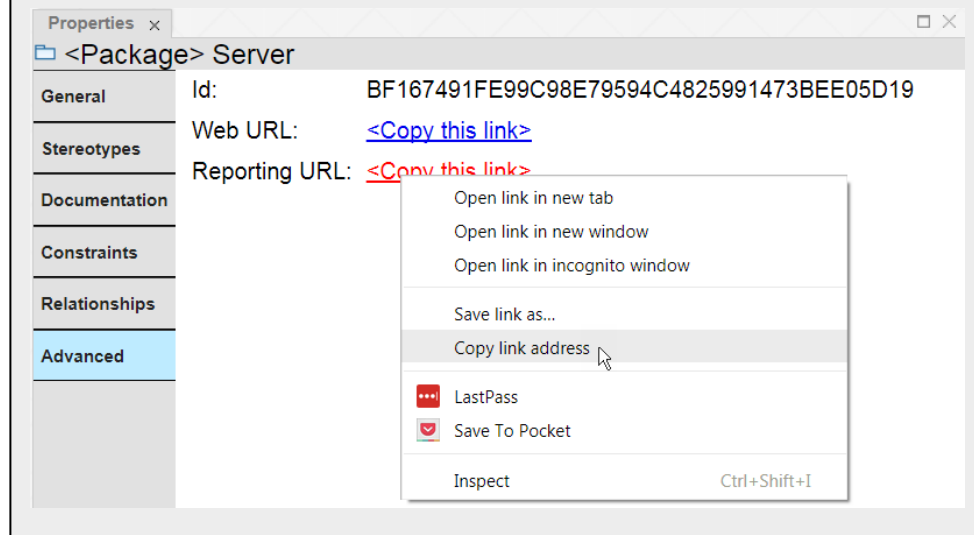 Properties x
<Package> Server
General
Stereotypes
Documentation
Constraints
Relationships
Advanced
Id: BF167491FE99C98E79594C4825991473BEE05D19
Web URL: <Copy this link>
Reporting URL: <Copy this link>
Open link in new tab
Open link in new window
Open link in incognito window
Save link as...
Copy link address
LastPass
Save To Pocket
Inspect Ctrl+Shift+I